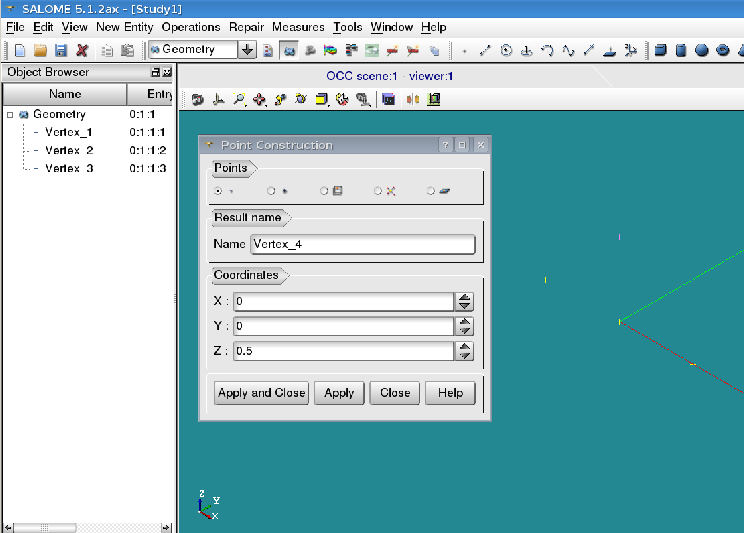 SALOME 5.1.2ax - [Study1]
File Edit View New Entity Operations Repair Measures Tools Window Help
Geometry
Object Browser
OCC scene:1 - viewer:1
Name Entry
Geometry 0:1:1
Vertex_1 0:1:1:1
Vertex_2 0:1:1:2
Vertex_3 0:1:1:3
Point Construction
Points
Result name
Name Vertex_4
Coordinates
X : 0
Y : 0
Z : 0.5
Apply and Close Apply Close Help
Z
Y
X